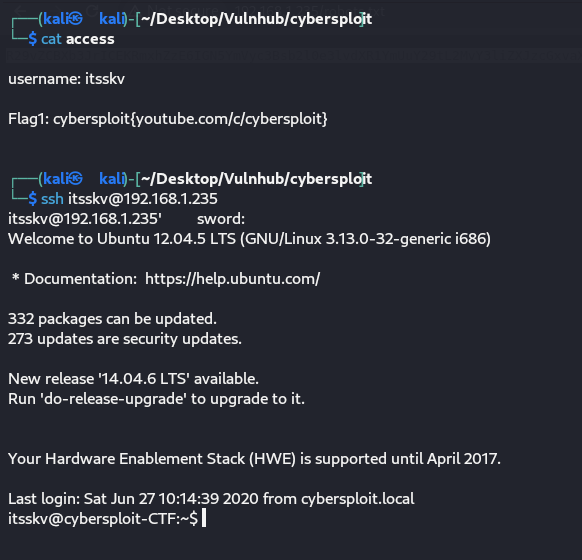 ┌──(kali㉿kali)-[~/Desktop/Vulnhub/cybersploit]
└─$ cat access
username: itsskv
Flag1: cybersploit{youtube.com/c/cybersploit}
┌──(kali㉿kali)-[~/Desktop/Vulnhub/cybersploit]
└─$ ssh itsskv@192.168.1.235
itsskv@192.168.1.235' sword:
Welcome to Ubuntu 12.04.5 LTS (GNU/Linux 3.13.0-32-generic i686)
* Documentation: https://help.ubuntu.com/
332 packages can be updated.
273 updates are security updates.
New release '14.04.6 LTS' available.
Run 'do-release-upgrade' to upgrade to it.
Your Hardware Enablement Stack (HWE) is supported until April 2017.
Last login: Sat Jun 27 10:14:39 2020 from cybersploit.local
itsskv@cybersploit-CTF:~$